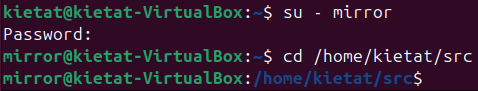 kietat@kietat-VirtualBox:~$ su - mirror
Password:
mirror@kietat-VirtualBox:~$ cd /home/kietat/src
mirror@kietat-VirtualBox:/home/kietat/src$